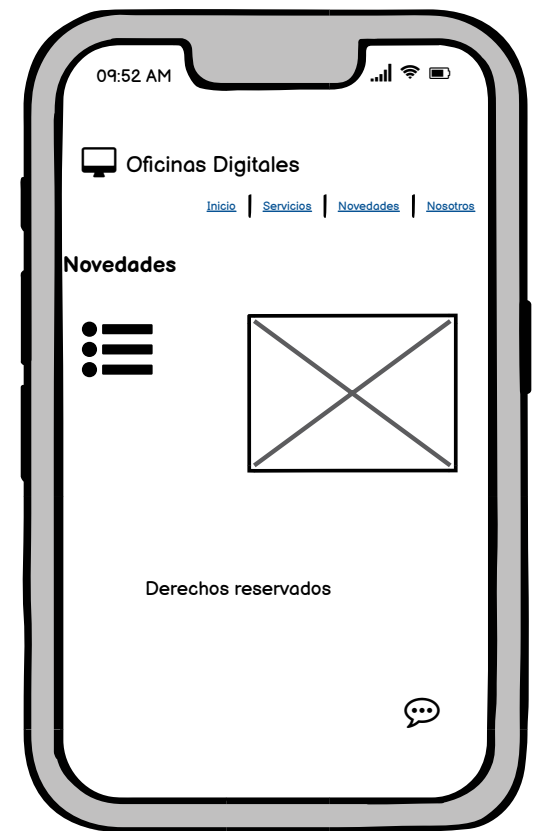 09:52 AM
Oficinas Digitales
Inicio Servicios Novedades Nosotros
Novedades
Derechos reservados